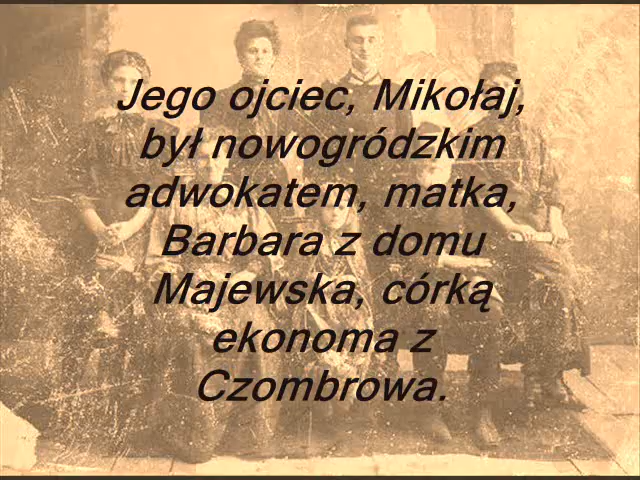 Jego ojciec, Mikołaj,
był nowogródzkim
adwokatem, matka,
Barbara z domu
Majewska, córką
ekonoma z
Czombrowa.